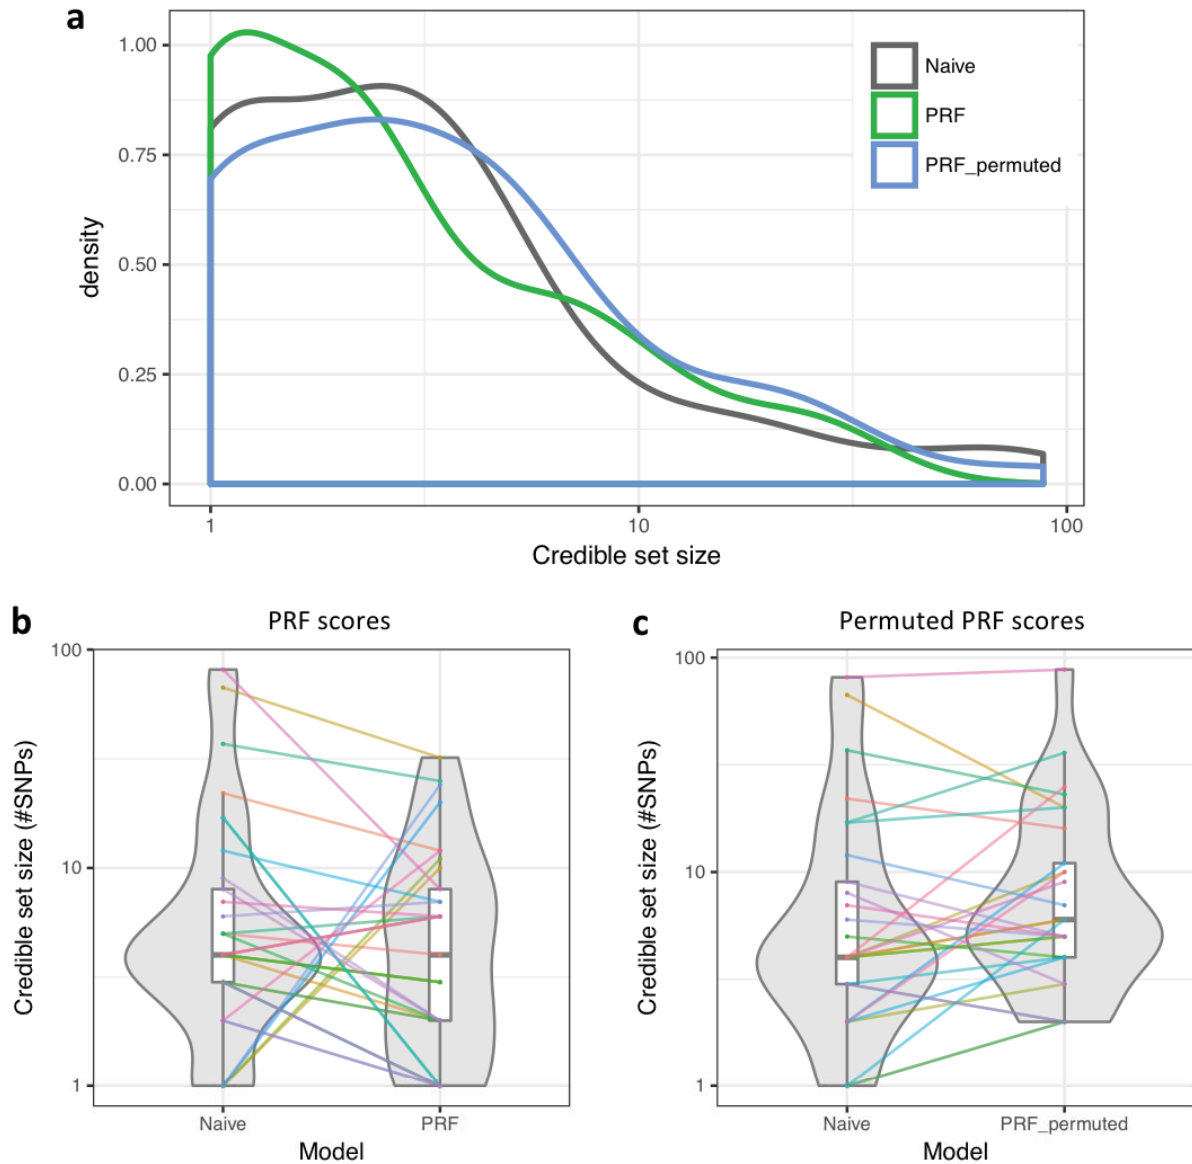 a
density
1.00
0.75
0.50
0.25
0.00
Naive
PRF
PRF_permuted
1
10
100
Credible set size
b
PRF scores
Credible set size (#SNPs)
100
10
1
Naive
PRF
Model
c
Permuted PRF scores
Credible set size (#SNPs)
100
10
1
Naive
PRF_permuted
Model